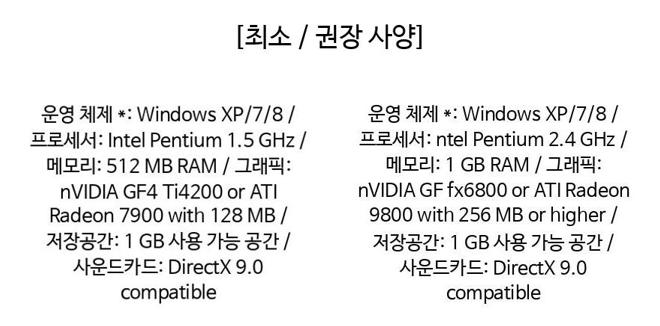 [최소 / 권장 사양]
운영 체제 *: Windows XP/7/8 /
프로세서: Intel Pentium 1.5 GHz /
메모리: 512 MB RAM / 그래픽:
nVIDIA GF4 Ti4200 or ATI
Radeon 7900 with 128 MB /
저장공간: 1 GB 사용 가능 공간 /
사운드카드: DirectX 9.0
compatible
운영 체제 *: Windows XP/7/8 /
프로세서: ntel Pentium 2.4 GHz /
메모리: 1 GB RAM / 그래픽:
nVIDIA GF fx6800 or ATI Radeon
9800 with 256 MB or higher /
저장공간: 1 GB 사용 가능 공간 /
사운드카드: DirectX 9.0
compatible